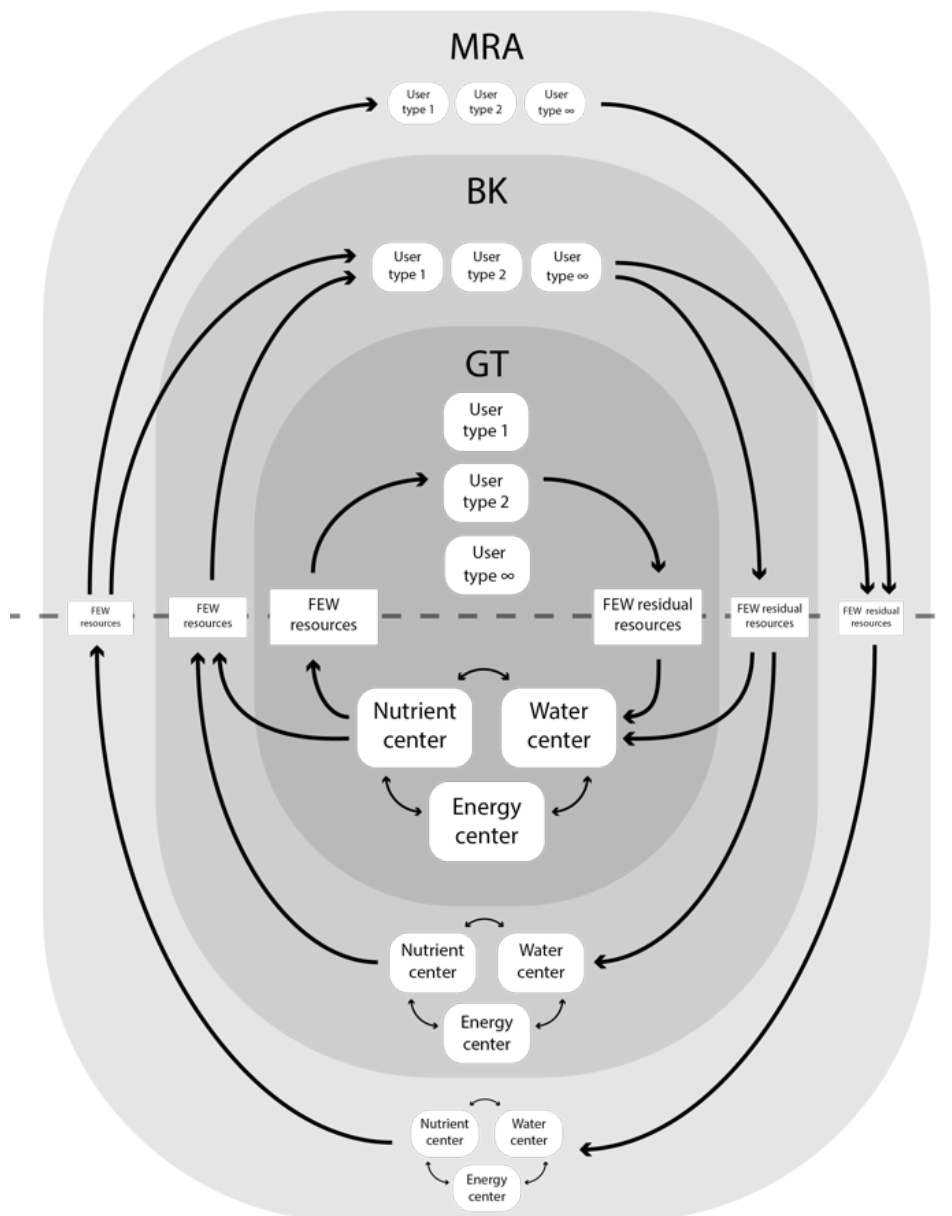 MRA
User
type 1
User
type 2
User
type ∞
BK
User
type 1
User
type 2
User
type ∞
GT
User
type 1
User
type 2
User
type ∞
FEW
resources
FEW
resources
FEW
resources
FEW residual
resources
FEW residual
resources
FEW residual
resources
Nutrient
center
Water
center
Energy
center
Nutrient
center
Water
center
Energy
center
Nutrient
center
Water
center
Energy
center